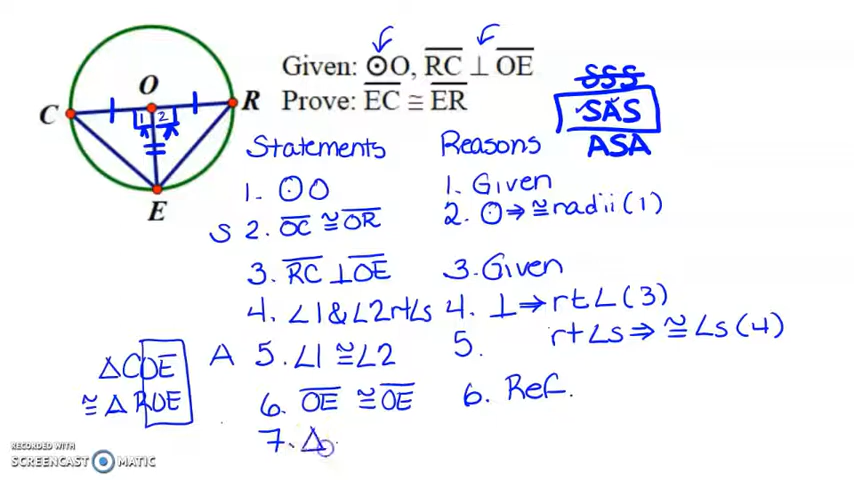 Given: ⊙O, RC ⊥ OE
Prove: EC ≅ ER
SSS
SAS
ASA
O
C
R
1 2
E
Statements Reasons
1. ⊙O 1. Given
S 2. OC ≅ OR 2. ⊙⇒≅radii (1)
3. RC ⊥ OE 3. Given
4. ∠1 & ∠2 rt∠s 4. ⊥⇒rt∠ (3)
A 5. ∠1 ≅ ∠2 5. rt∠s⇒≅∠s (4)
6. OE ≅ OE 6. Ref.
7. △
△COE
≅△ROE
RECORDED WITH
SCREENCAST MATIC